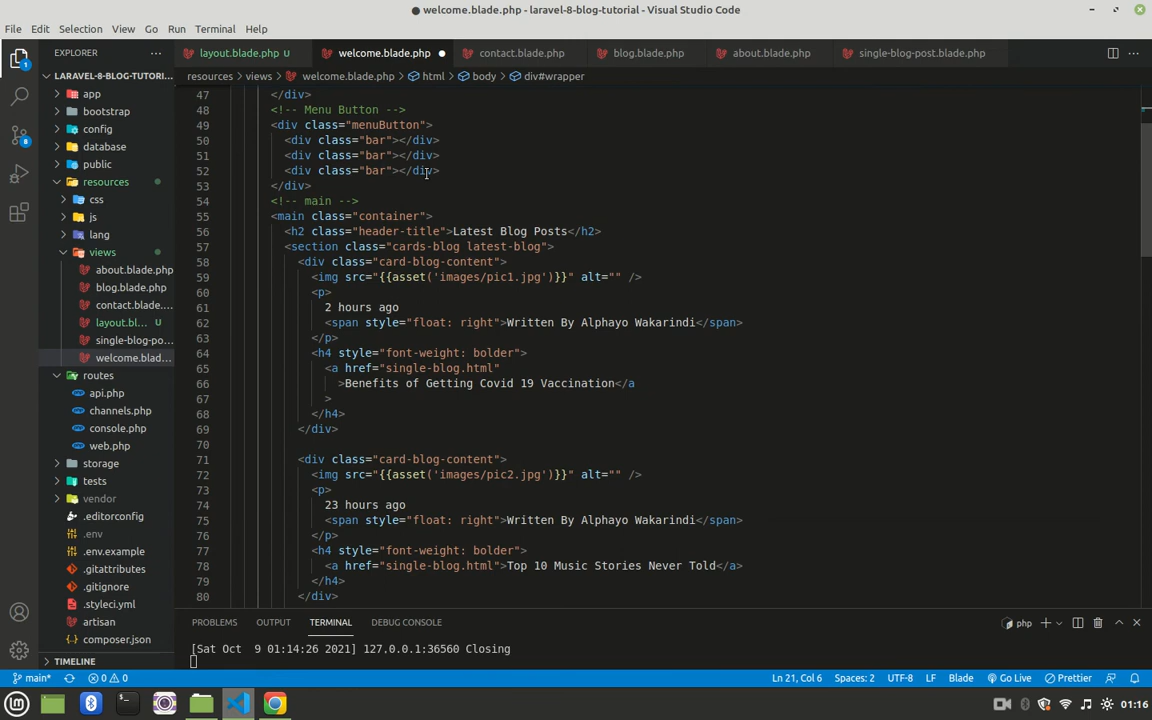 ● welcome.blade.php - laravel-8-blog-tutorial - Visual Studio Code
File Edit Selection View Go Run Terminal Help
EXPLORER ···
layout.blade.php U
welcome.blade.php ●
contact.blade.php
blog.blade.php
about.blade.php
single-blog-post.php
resources > views > welcome.blade.php > html > body > div#wrapper
LARAVEL-8-BLOG-TUTORI...
app
bootstrap
config
database
public
resources
css
js
lang
views
about.blade.php
blog.blade.php
contact.blade....
layout.bl... U
single-blog-po...
welcome.blad...
routes
api.php
channels.php
console.php
web.php
storage
tests
vendor
.editorconfig
.env
.env.example
.gitattributes
.gitignore
.styleci.yml
artisan
composer.json
TIMELINE
1
8
47 </div>
48 <!-- Menu Button -->
49 <div class="menuButton">
50 <div class="bar"></div>
51 <div class="bar"></div>
52 <div class="bar"></div>
53 </div>
54 <!-- main -->
55 <main class="container">
56 <h2 class="header-title">Latest Blog Posts</h2>
57 <section class="cards-blog latest-blog">
58 <div class="card-blog-content">
59 <img src="{{asset('images/pic1.jpg')}}" alt="" />
60 <p>
61 2 hours ago
62 <span style="float: right">Written By Alphayo Wakarindi</span>
63 </p>
64 <h4 style="font-weight: bolder">
65 <a href="single-blog.html"
66 >Benefits of Getting Covid 19 Vaccination</a
67 >
68 </h4>
69 </div>
70
71 <div class="card-blog-content">
72 <img src="{{asset('images/pic2.jpg')}}" alt="" />
73 <p>
74 23 hours ago
75 <span style="float: right">Written By Alphayo Wakarindi</span>
76 </p>
77 <h4 style="font-weight: bolder">
78 <a href="single-blog.html">Top 10 Music Stories Never Told</a>
79 </h4>
80 </div>
PROBLEMS OUTPUT TERMINAL DEBUG CONSOLE
php
[Sat Oct 9 01:14:26 2021] 127.0.0.1:36560 Closing
main* 0 0
Ln 21, Col 6 Spaces: 2 UTF-8 LF Blade Go Live Prettier
01:16